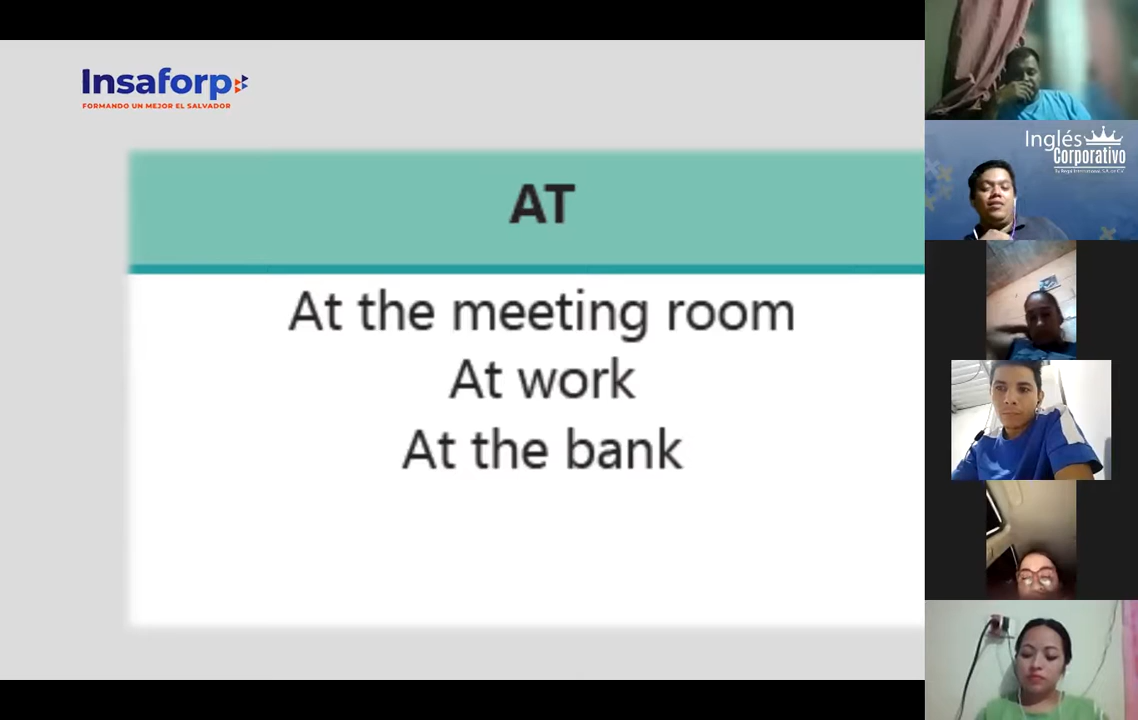 Insaforp
FORMANDO UN MEJOR EL SALVADOR
AT
At the meeting room
At work
At the bank
Inglés
Corporativo